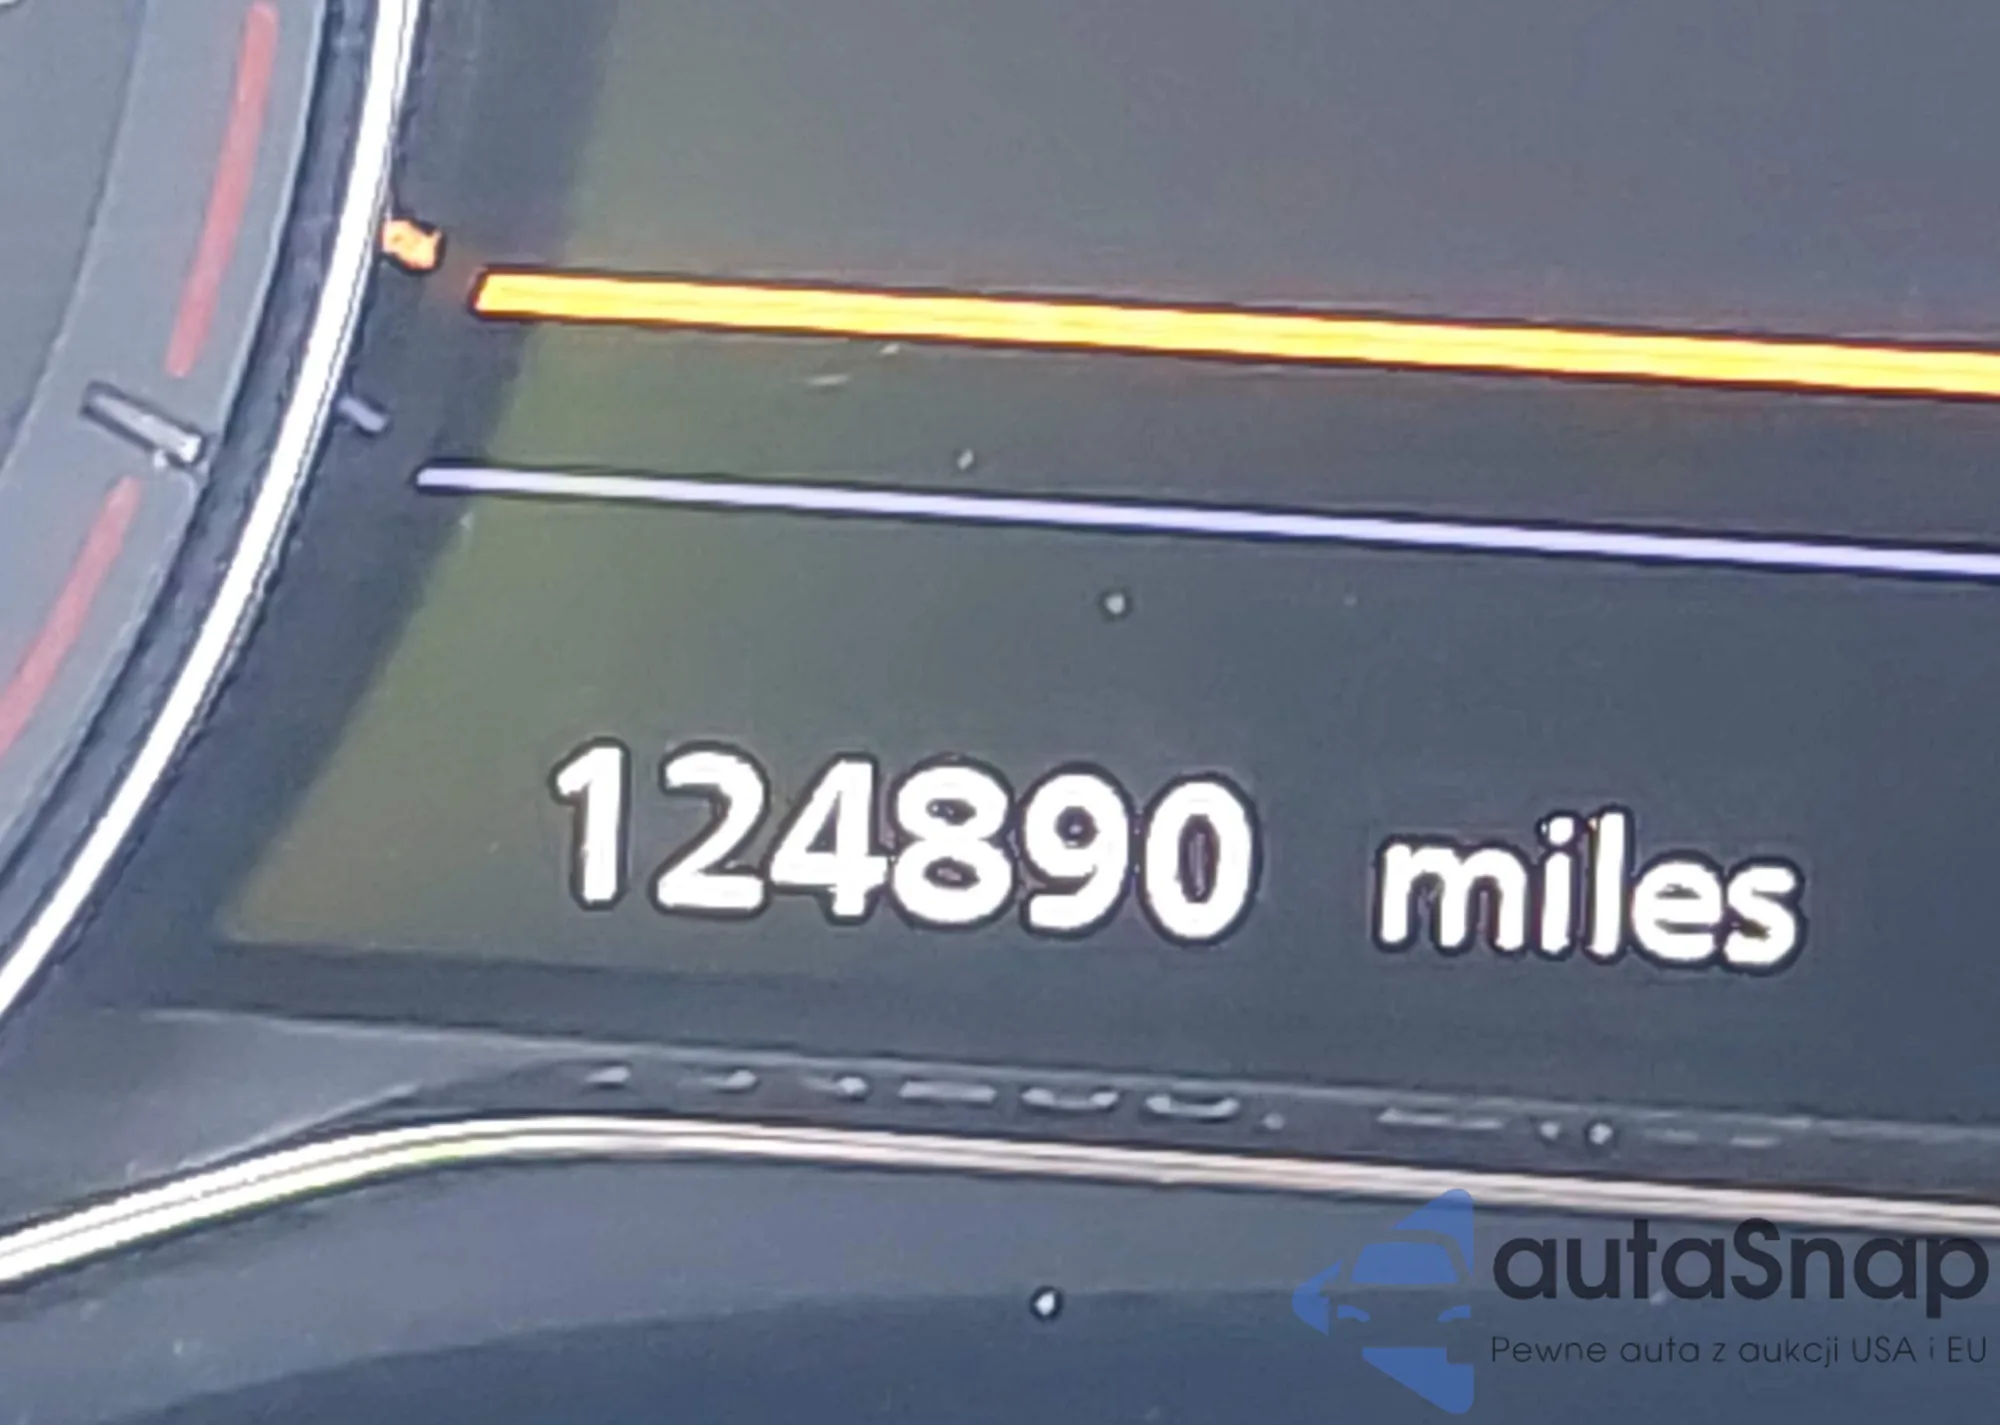 124890 miles
autaSnap
Pewne auta z aukcji USA i EU